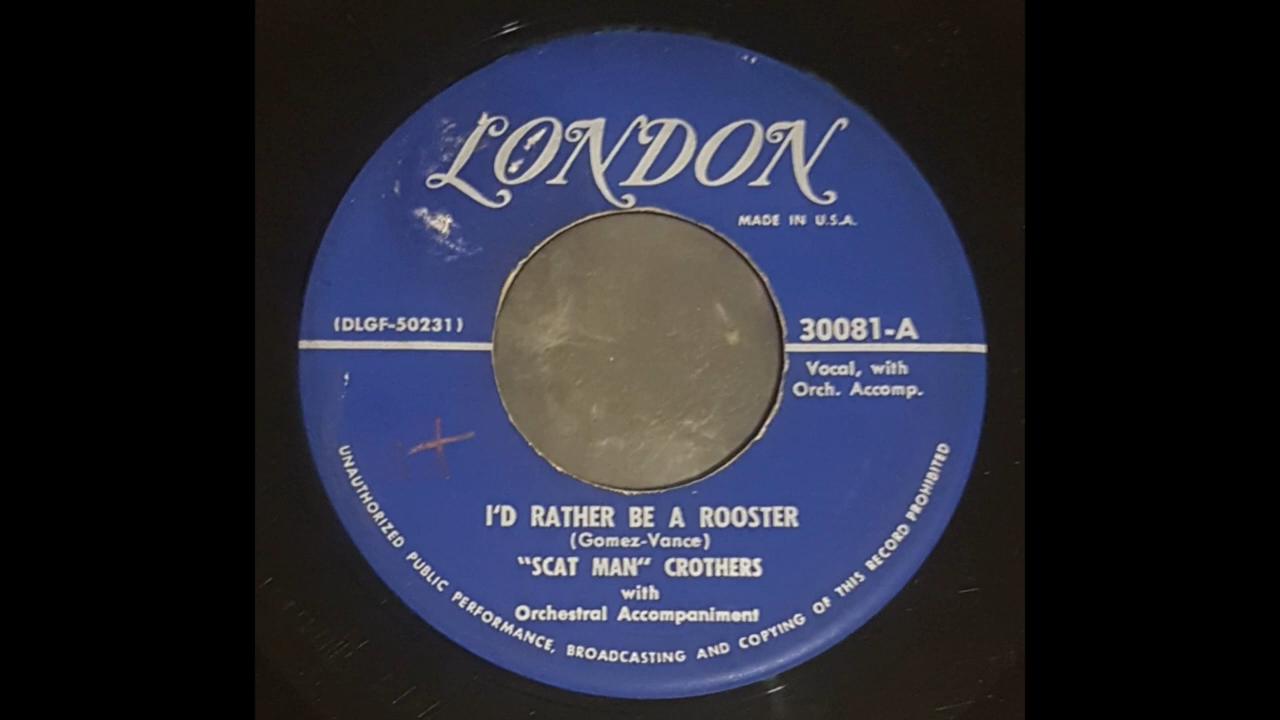 LONDON
MADE IN U.S.A.
(DLGF-50231)
30081-A
Vocal, with
Orch. Accomp.
I'D RATHER BE A ROOSTER
(Gomez-Vance)
"SCAT MAN" CROTHERS
with
Orchestral Accompaniment
UNAUTHORIZED PUBLIC PERFORMANCE, BROADCASTING AND COPYING OF THIS RECORD PROHIBITED